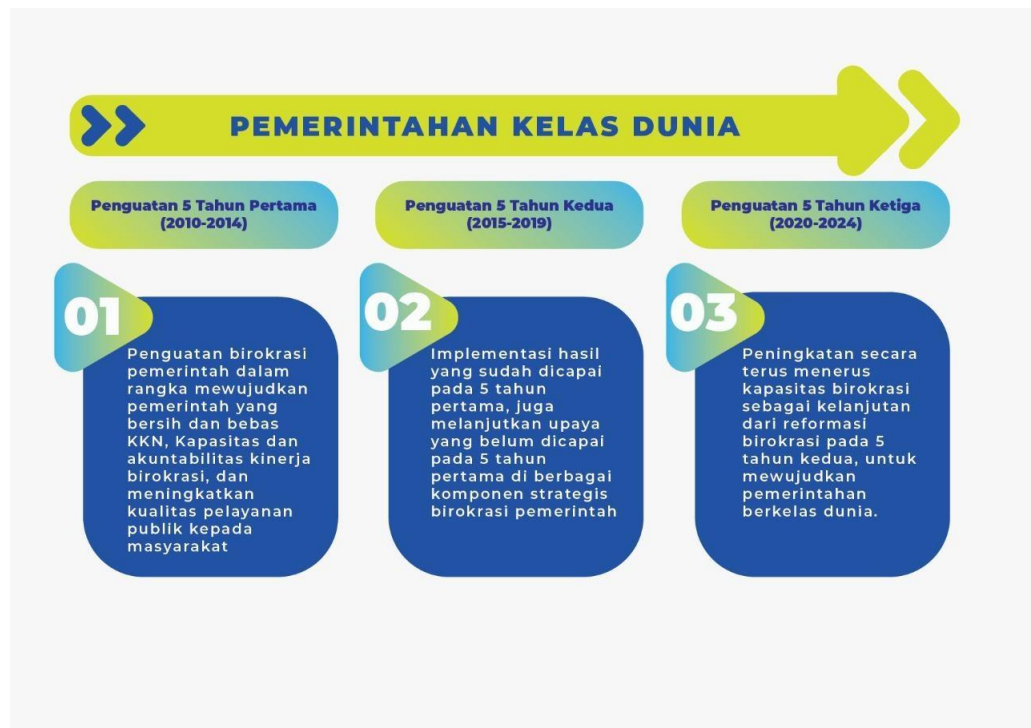 PEMERINTAHAN KELAS DUNIA
Penguatan 5 Tahun Pertama
(2010-2014)
Penguatan 5 Tahun Kedua
(2015-2019)
Penguatan 5 Tahun Ketiga
(2020-2024)
01
Penguatan birokrasi
pemerintah dalam
rangka mewujudkan
pemerintah yang
bersih dan bebas
KKN, Kapasitas dan
akuntabilitas kinerja
birokrasi, dan
meningkatkan
kualitas pelayanan
publik kepada
masyarakat
02
Implementasi hasil
yang sudah dicapai
pada 5 tahun
pertama, juga
melanjutkan upaya
yang belum dicapai
pada 5 tahun
pertama di berbagai
komponen strategis
birokrasi pemerintah
03
Peningkatan secara
terus menerus
kapasitas birokrasi
sebagai kelanjutan
dari reformasi
birokrasi pada 5
tahun kedua, untuk
mewujudkan
pemerintahan
berkelas dunia.